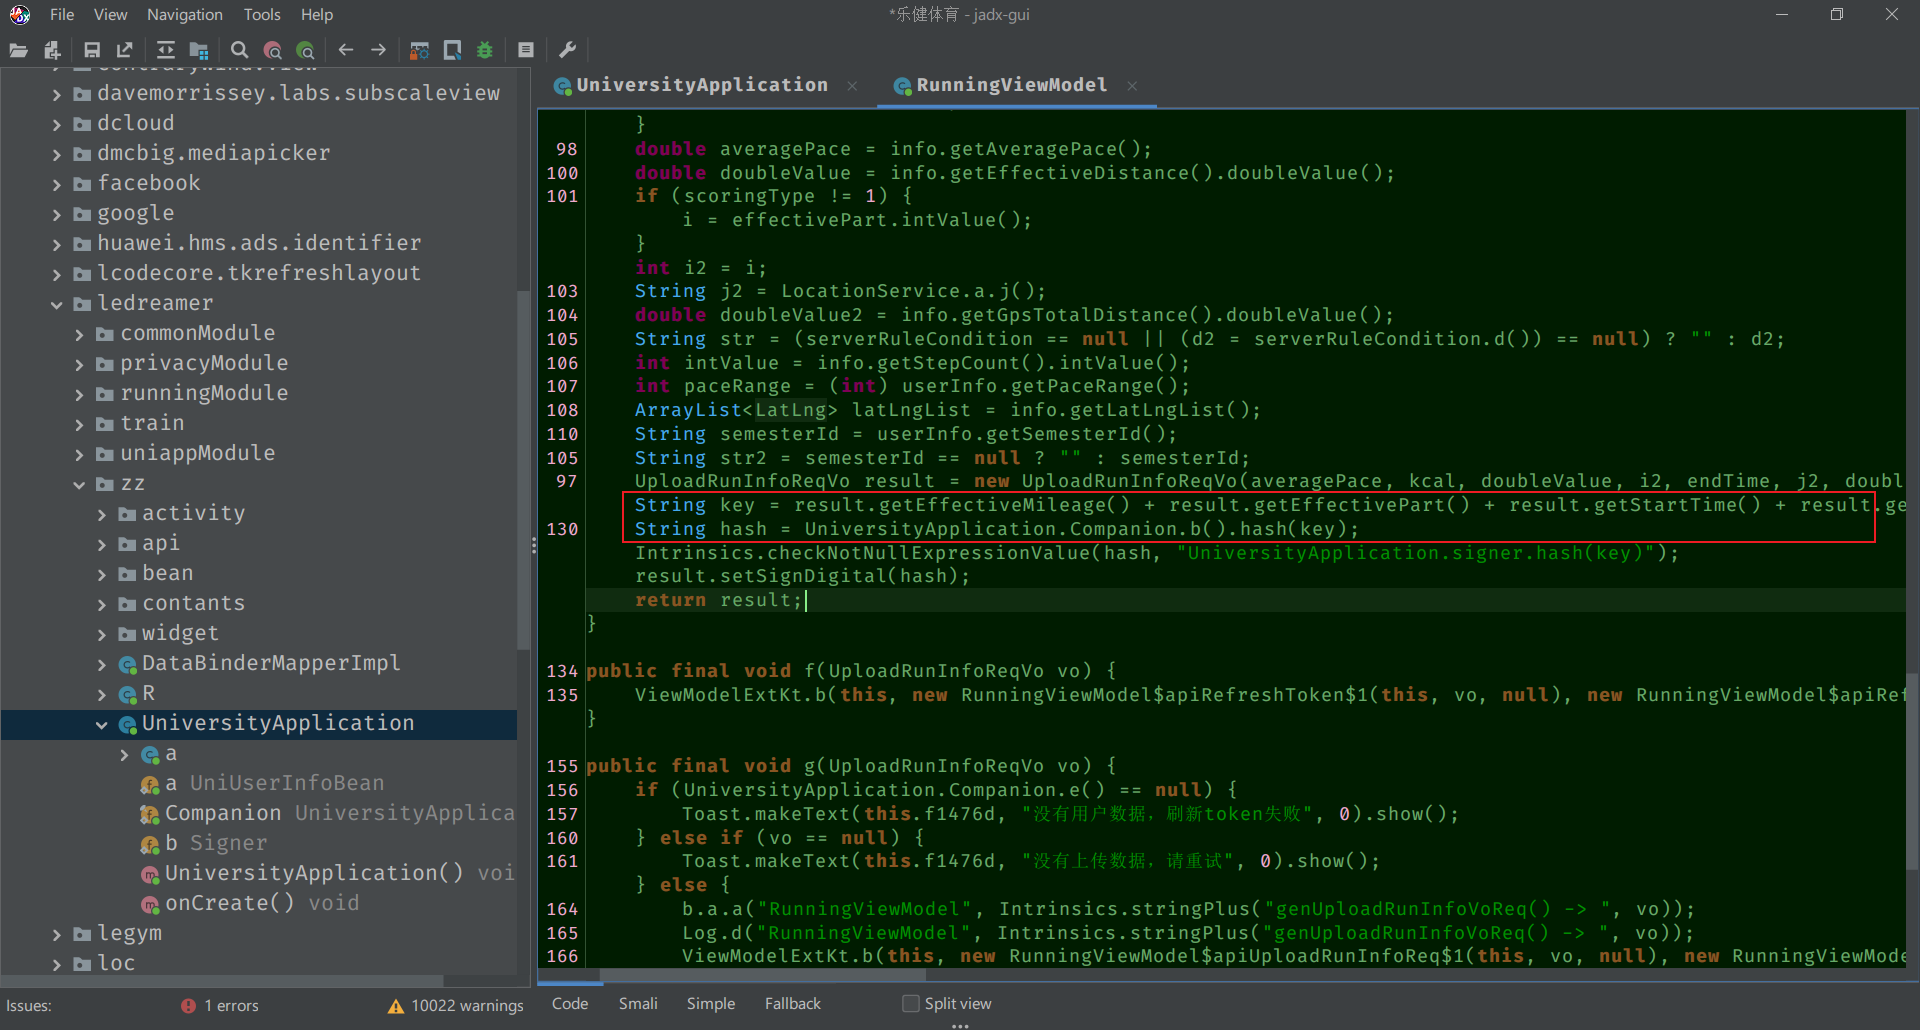 File View Navigation Tools Help *乐健体育 - jadx-gui
davemorrissey.labs.subscaleview
dcloud
dmcbig.mediapicker
facebook
google
huawei.hms.ads.identifier
lcodecore.tkrefreshlayout
ledreamer
commonModule
privacyModule
runningModule
train
uniappModule
zz
activity
api
bean
contants
widget
DataBinderMapperImpl
R
UniversityApplication
a
a UniUserInfoBean
Companion UniversityApplica
b Signer
UniversityApplication() voi
onCreate() void
legym
loc
UniversityApplication × RunningViewModel ×
}
98 double averagePace = info.getAveragePace();
100 double doubleValue = info.getEffectiveDistance().doubleValue();
101 if (scoringType != 1) {
i = effectivePart.intValue();
}
int i2 = i;
103 String j2 = LocationService.a.j();
104 double doubleValue2 = info.getGpsTotalDistance().doubleValue();
105 String str = (serverRuleCondition == null || (d2 = serverRuleCondition.d()) == null) ? "" : d2;
106 int intValue = info.getStepCount().intValue();
107 int paceRange = (int) userInfo.getPaceRange();
108 ArrayList<LatLng> latLngList = info.getLatLngList();
110 String semesterId = userInfo.getSemesterId();
105 String str2 = semesterId == null ? "" : semesterId;
97 UploadRunInfoReqVo result = new UploadRunInfoReqVo(averagePace, kcal, doubleValue, i2, endTime, j2, doubl
String key = result.getEffectiveMileage() + result.getEffectivePart() + result.getStartTime() + result.ge
130 String hash = UniversityApplication.Companion.b().hash(key);
Intrinsics.checkNotNullExpressionValue(hash, "UniversityApplication.signer.hash(key)");
result.setSignDigital(hash);
return result;
}
134 public final void f(UploadRunInfoReqVo vo) {
135 ViewModelExtKt.b(this, new RunningViewModel$apiRefreshToken$1(this, vo, null), new RunningViewModel$apiRef
}
155 public final void g(UploadRunInfoReqVo vo) {
156 if (UniversityApplication.Companion.e() == null) {
157 Toast.makeText(this.f1476d, "没有用户数据，刷新token失败", 0).show();
160 } else if (vo == null) {
161 Toast.makeText(this.f1476d, "没有上传数据，请重试", 0).show();
} else {
164 b.a.a("RunningViewModel", Intrinsics.stringPlus("genUploadRunInfoVoReq() -> ", vo));
165 Log.d("RunningViewModel", Intrinsics.stringPlus("genUploadRunInfoVoReq() -> ", vo));
166 ViewModelExtKt.b(this, new RunningViewModel$apiUploadRunInfoReq$1(this, vo, null), new RunningViewMode
Issues: 1 errors 10022 warnings Code Smali Simple Fallback Split view